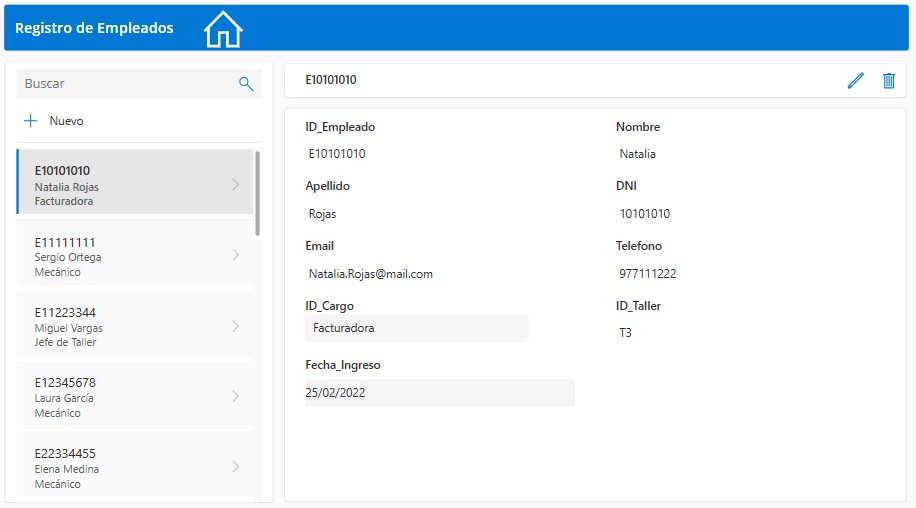 Registro de Empleados
Buscar
Nuevo
E10101010
Natalia Rojas
Facturadora
E11111111
Sergio Ortega
Mecánico
E11223344
Miguel Vargas
Jefe de Taller
E12345678
Laura García
Mecánico
E22334455
Elena Medina
Mecánico
E10101010
ID_Empleado
E10101010
Nombre
Natalia
Apellido
Rojas
DNI
10101010
Email
Natalia.Rojas@mail.com
Telefono
977111222
ID_Cargo
Facturadora
ID_Taller
T3
Fecha_Ingreso
25/02/2022